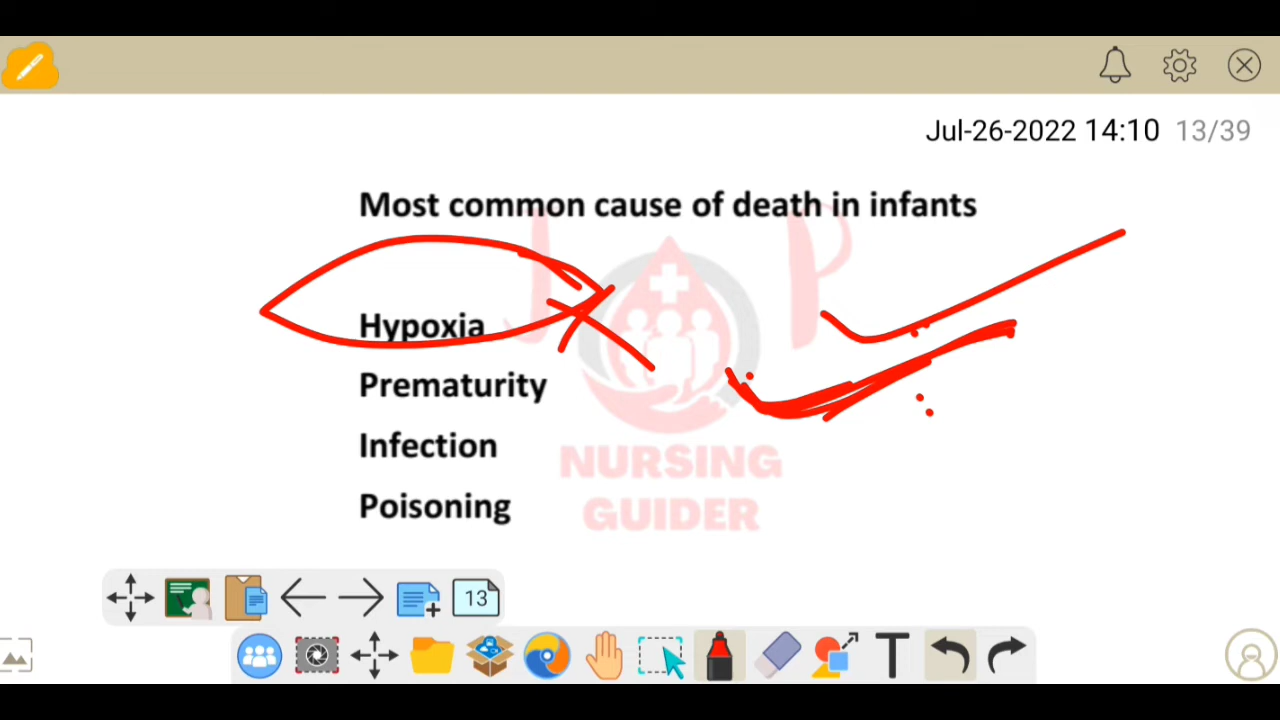 Jul-26-2022 14:10 13/39
Most common cause of death in infants
J P
Hypoxia
Prematurity
Infection
Poisoning
NURSING
GUIDER
13
T